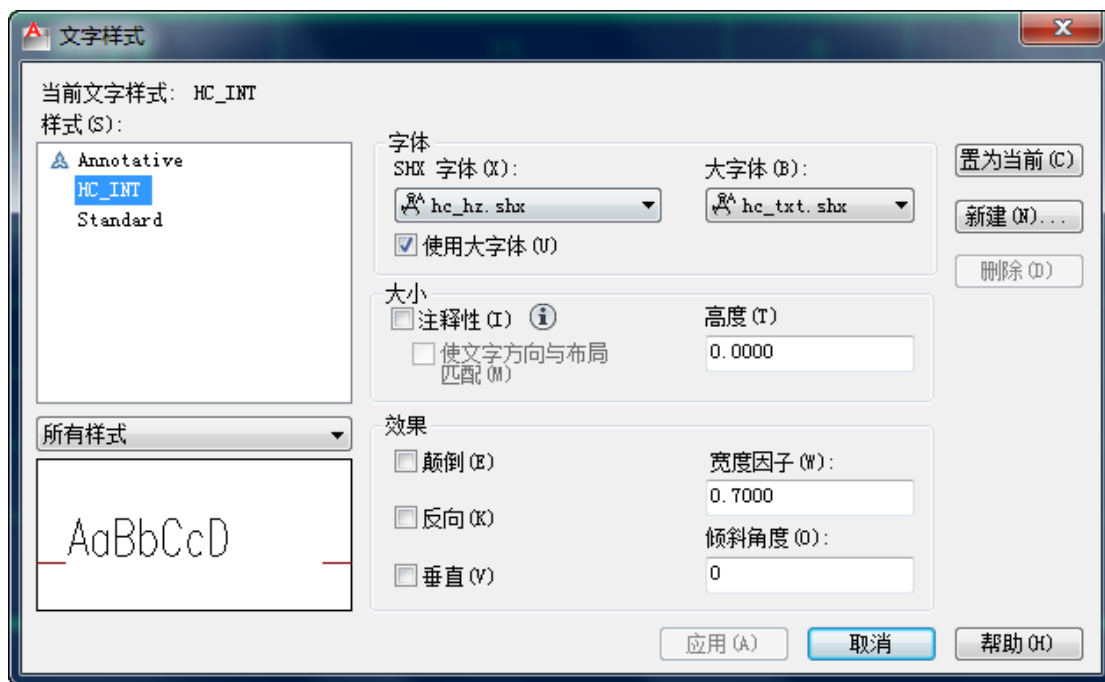 文字样式
当前文字样式: HC_INT
样式(S):
Annotative
HC_INT
Standard
所有样式
AaBbCcD
字体
SHX 字体(X):
hc_hz.shx
使用大字体(U)
大字体(B):
hc_txt.shx
大小
注释性(I)
使文字方向与布局
匹配(M)
高度(T)
0.0000
效果
颠倒(E)
反向(K)
垂直(V)
宽度因子(W):
0.7000
倾斜角度(O):
0
置为当前(C)
新建(N)...
删除(D)
应用(A)
取消
帮助(H)